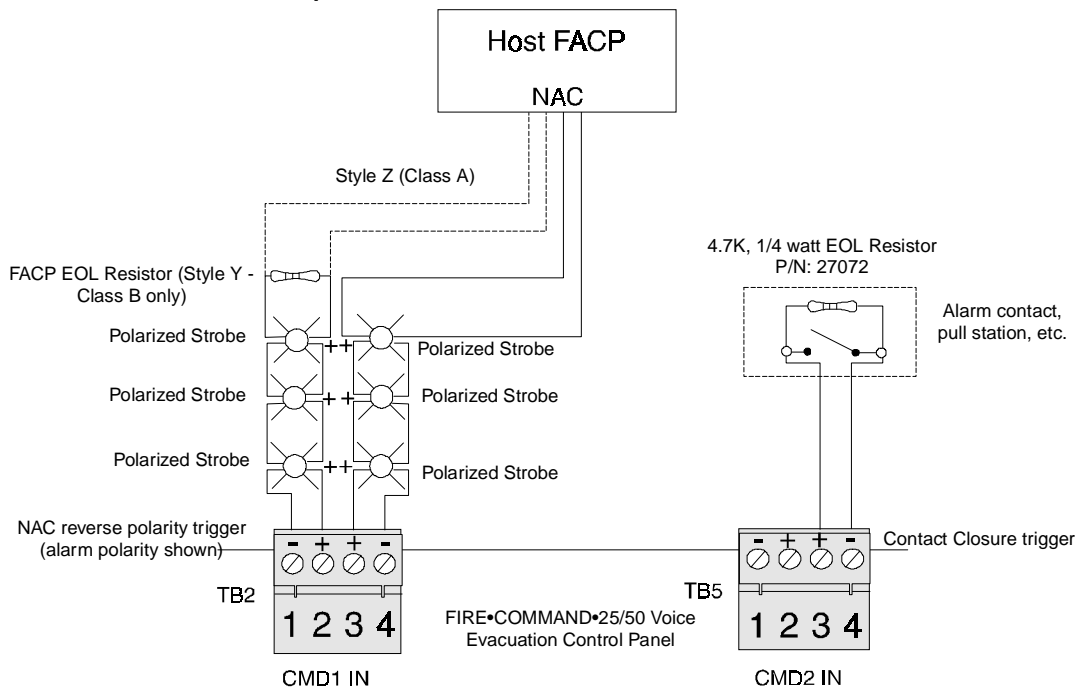 Host FACP
NAC
Style Z (Class A)
4.7K, 1/4 watt EOL Resistor
P/N: 27072
FACP EOL Resistor (Style Y -
Class B only)
Alarm contact,
pull station, etc.
Polarized Strobe
++
Polarized Strobe
Polarized Strobe
++
Polarized Strobe
Polarized Strobe
++
Polarized Strobe
NAC reverse polarity trigger
(alarm polarity shown)
- + + -
- + + -
Contact Closure trigger
TB2
TB5
1 2 3 4
FIRE•COMMAND•25/50 Voice
Evacuation Control Panel
1 2 3 4
CMD1 IN
CMD2 IN